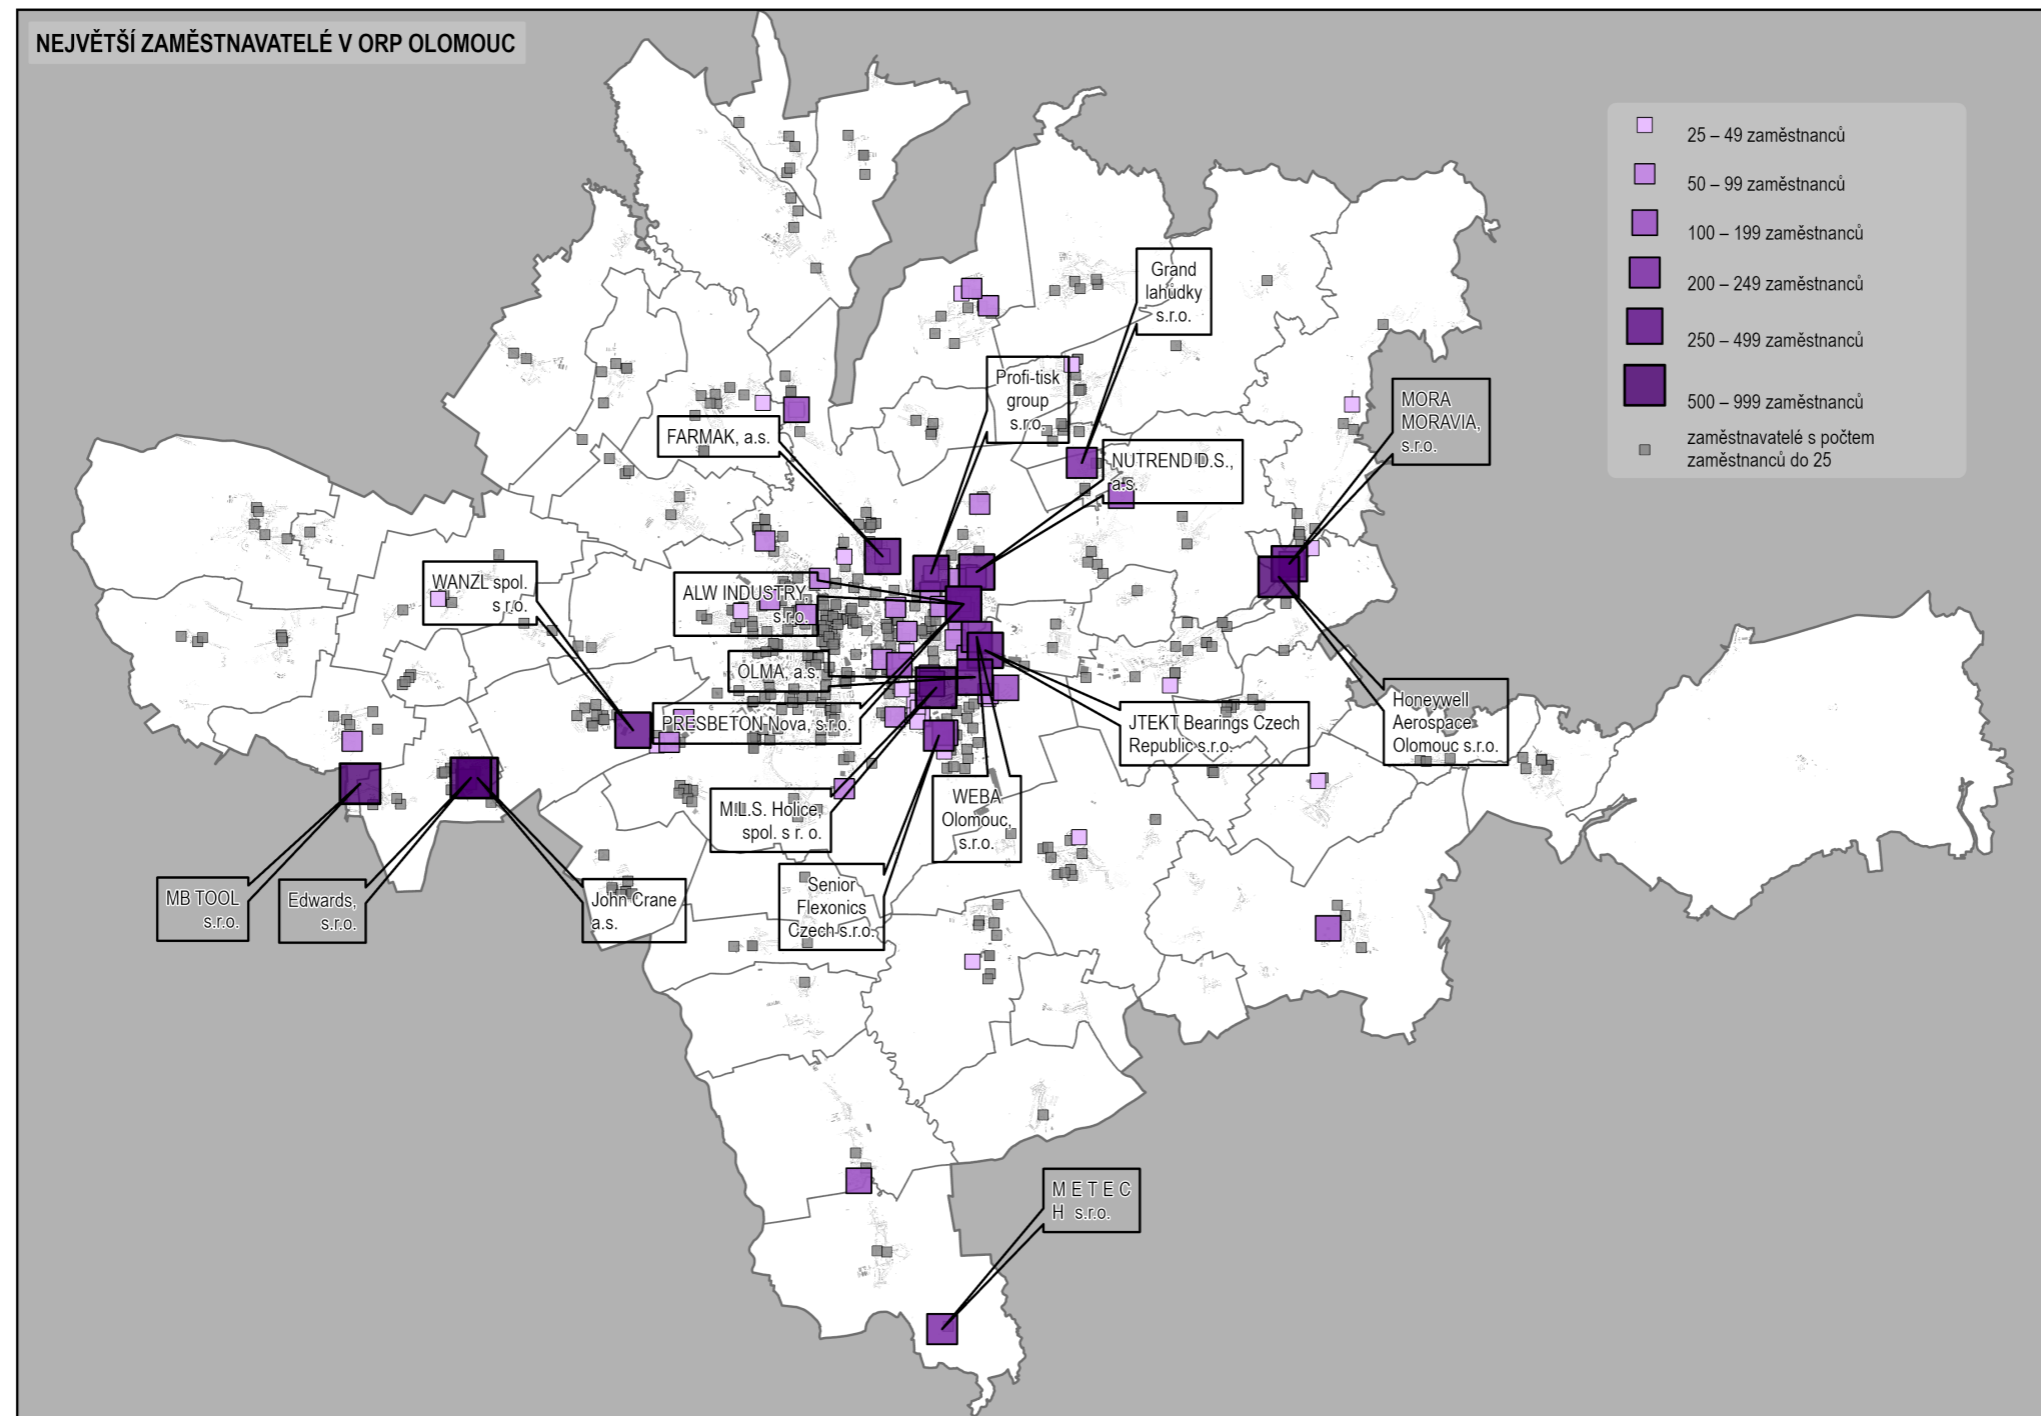 NEJVĚTŠÍ ZAMĚSTNAVATELÉ V ORP OLOMOUC
25 – 49 zaměstnanců
50 – 99 zaměstnanců
100 – 199 zaměstnanců
200 – 249 zaměstnanců
250 – 499 zaměstnanců
500 – 999 zaměstnanců
zaměstnavatelé s počtem
zaměstnanců do 25
Grand
lahůdky
s.r.o.
Profi-tisk
group
s.r.o.
MORA
MORAVIA,
s.r.o.
FARMAK, a.s.
NUTREND D.S.,
a.s.
WANZL spol.
s r.o.
ALW INDUSTRY,
s.r.o.
OLMA, a.s.
PRESBETON Nova, s.r.o.
JTEKT Bearings Czech
Republic s.r.o.
Honeywell
Aerospace
Olomouc s.r.o.
M.L.S. Holice,
spol. s r. o.
WEBA
Olomouc,
s.r.o.
MB TOOL
s.r.o.
Edwards,
s.r.o.
John Crane
a.s.
Senior
Flexonics
Czech s.r.o.
M E T E C
H s.r.o.